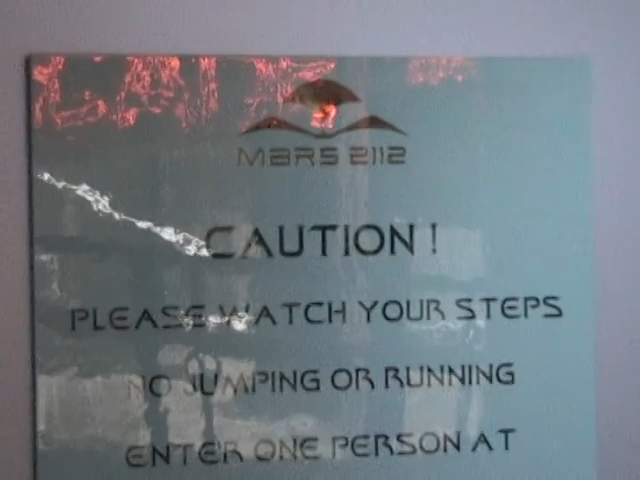 MARS 2112
CAUTION !
PLEASE WATCH YOUR STEPS
NO JUMPING OR RUNNING
ENTER ONE PERSON AT